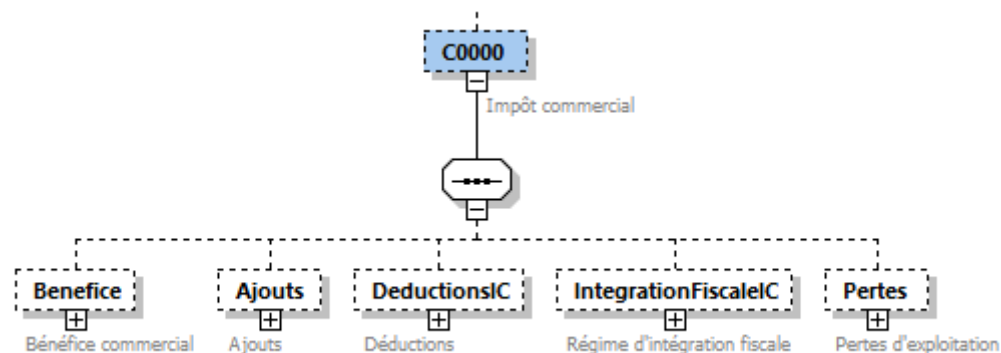 C0000
Impôt commercial
Benefice
Ajouts
DeductionsIC
IntegrationFiscaleIC
Pertes
Bénéfice commercial
Ajouts
Déductions
Régime d'intégration fiscale
Pertes d'exploitation